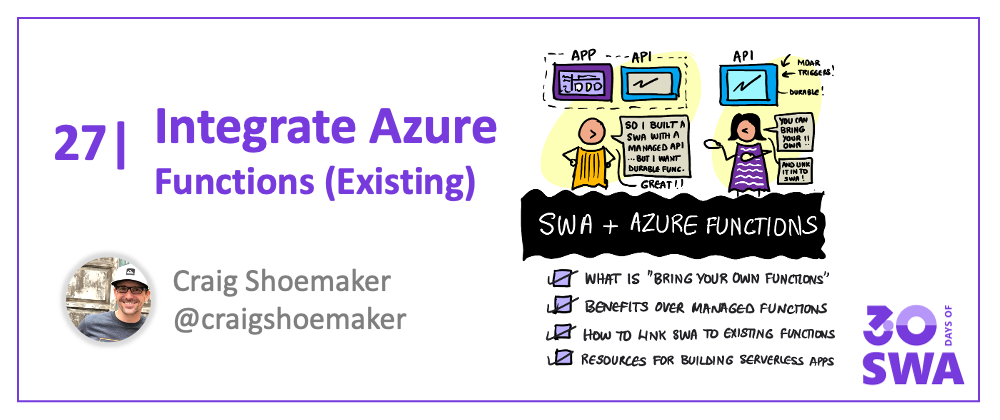 27|
Integrate Azure
Functions (Existing)
Craig Shoemaker
@craigshoemaker
APP
API
JDDD
SO I BUILT A
SWA WITH A
MANAGED API
... BUT I WANT
DURABLE FUNC.
GREAT!!
API
MOAR
TRIGGERS!
DURABLE!
YOU CAN
BRING
YOUR
OWN ..
AND LINK
IT IN TO
SWA!
SWA + AZURE FUNCTIONS
WHAT IS "BRING YOUR OWN FUNCTIONS"
BENEFITS OVER MANAGED FUNCTIONS
HOW TO LINK SWA TO EXISTING FUNCTIONS
RESOURCES FOR BUILDING SERVERLESS APPS
30
DAYS OF
SWA